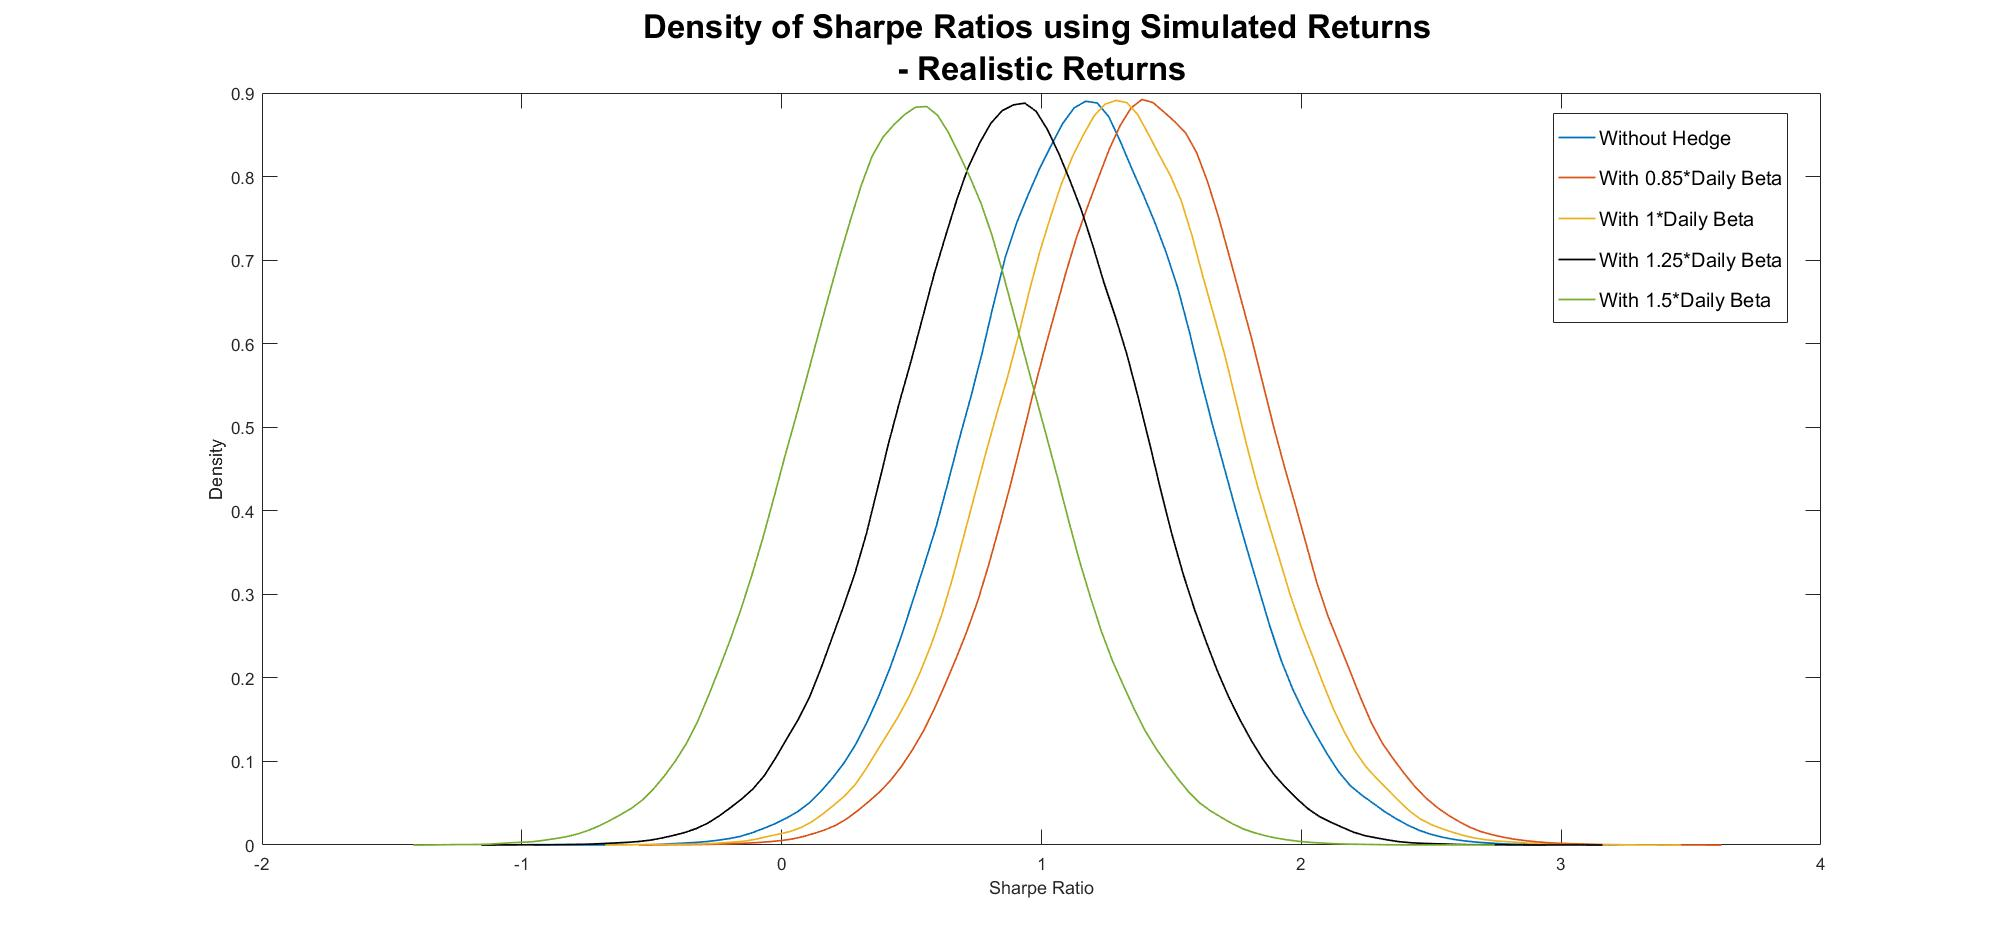 Density of Sharpe Ratios using Simulated Returns
- Realistic Returns
0.9
0.8
0.7
0.6
0.5
0.4
0.3
0.2
0.1
0
Density
-2
-1
0
1
2
3
4
Sharpe Ratio
Without Hedge
With 0.85*Daily Beta
With 1*Daily Beta
With 1.25*Daily Beta
With 1.5*Daily Beta